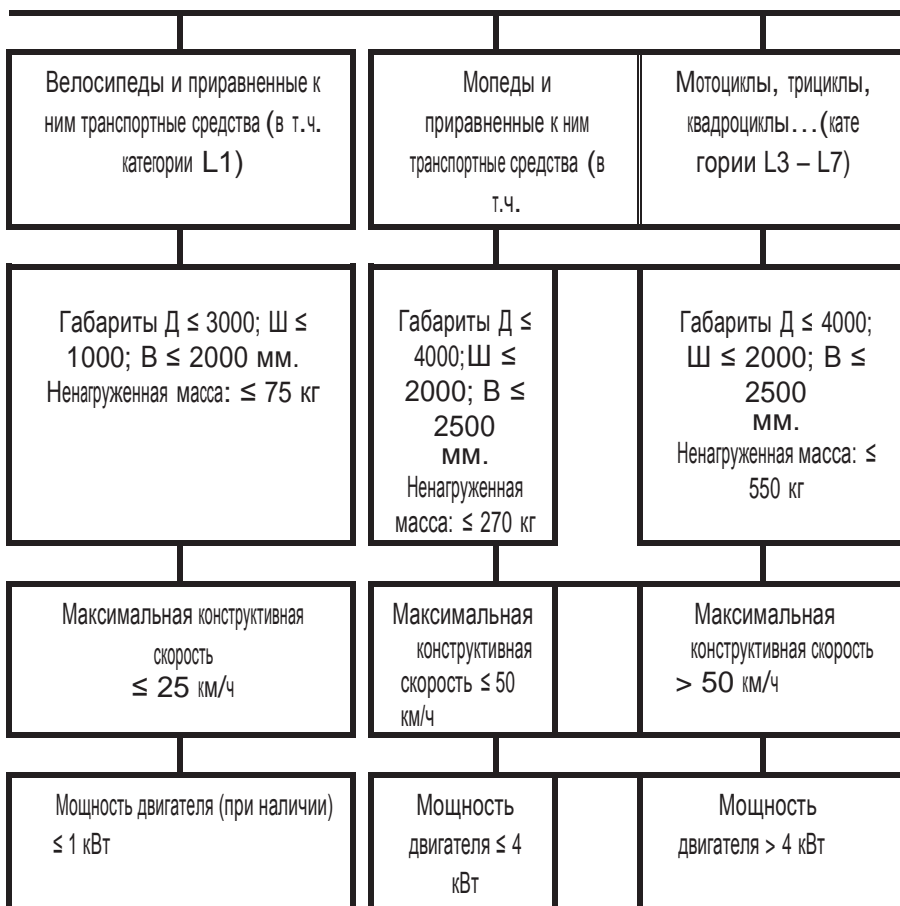 Велосипеды и приравненные к
ним транспортные средства (в т.ч.
категории L1)
Мопеды и
приравненные к ним
транспортные средства (в
т.ч.
Мотоциклы, трициклы,
квадроциклы…(кате
гории L3 – L7)
Габариты Д ≤ 3000; Ш ≤
1000; В ≤ 2000 мм.
Ненагруженная масса: ≤ 75 кг
Габариты Д ≤
4000;Ш ≤
2000; В ≤
2500
мм.
Ненагруженная
масса: ≤ 270 кг
Габариты Д ≤ 4000;
Ш ≤ 2000; В ≤
2500
мм.
Ненагруженная масса: ≤
550 кг
Максимальная конструктивная
скорость
≤ 25 км/ч
Максимальная
конструктивная
скорость ≤ 50
км/ч
Максимальная
конструктивная скорость
> 50 км/ч
Мощность двигателя (при наличии)
≤ 1 кВт
Мощность
двигателя ≤ 4
кВт
Мощность
двигателя > 4 кВт